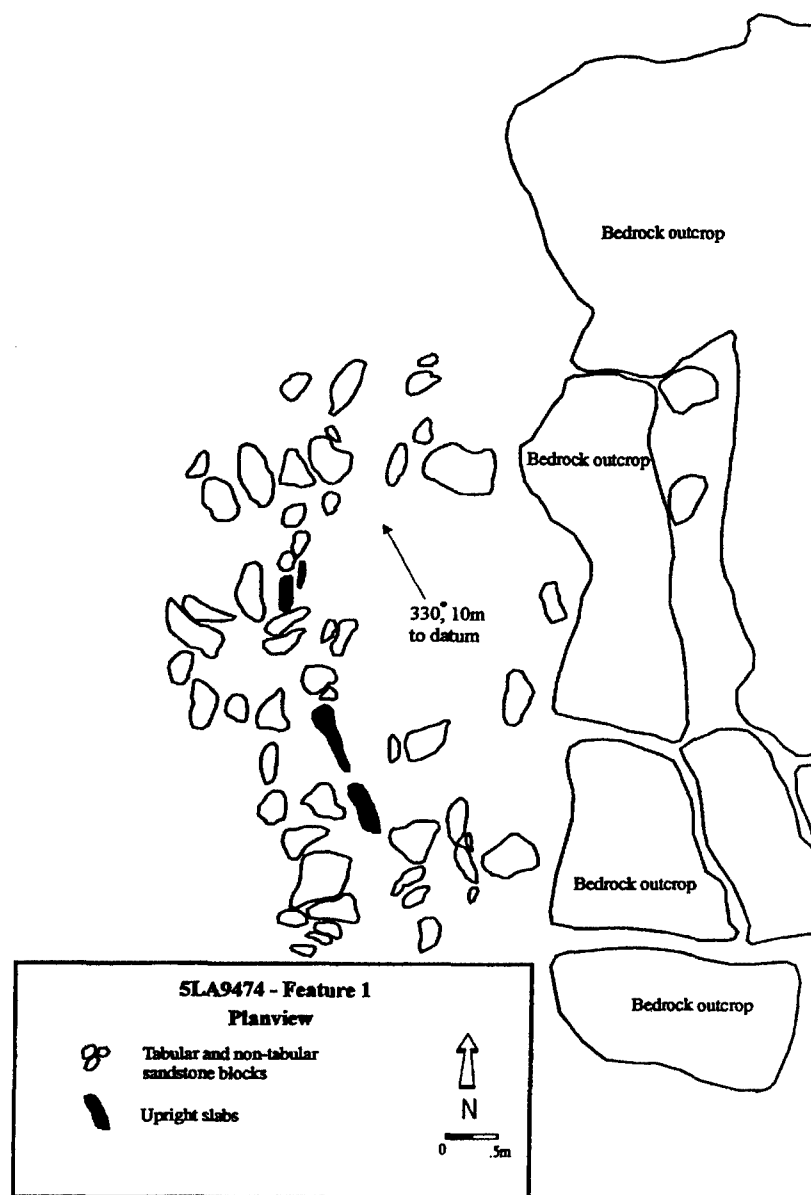 Bedrock outcrop
Bedrock outcrop
330°, 10m
to datum
Bedrock outcrop
Bedrock outcrop
5LA9474 - Feature 1
Planview
Tabular and non-tabular
sandstone blocks
Upright slabs
N
0 .5m